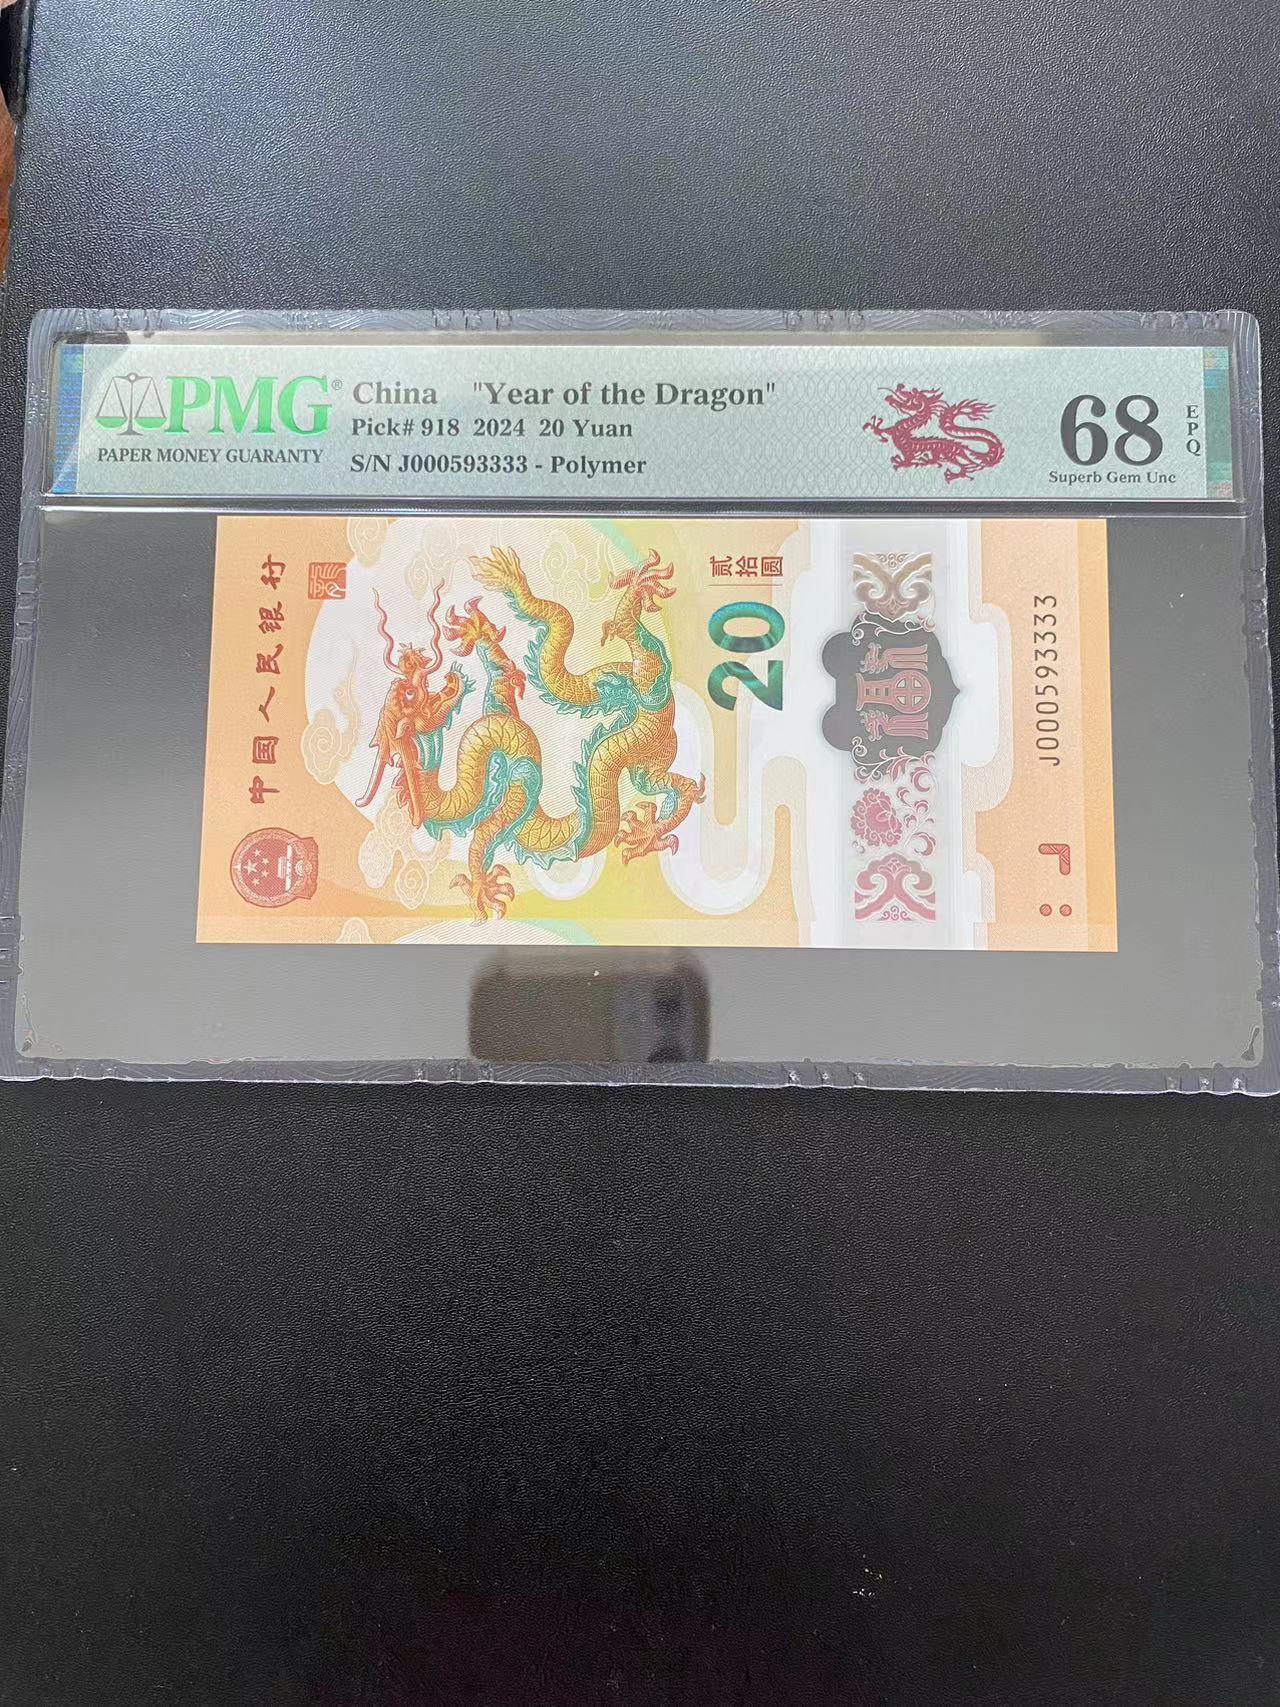 PMG®
PAPER MONEY GUARANTY
China "Year of the Dragon"
Pick# 918 2024 20 Yuan
S/N J000593333 - Polymer
68
EPQ
Superb Gem Unc
中国人民银行
贰拾圆
20
福
J000593333